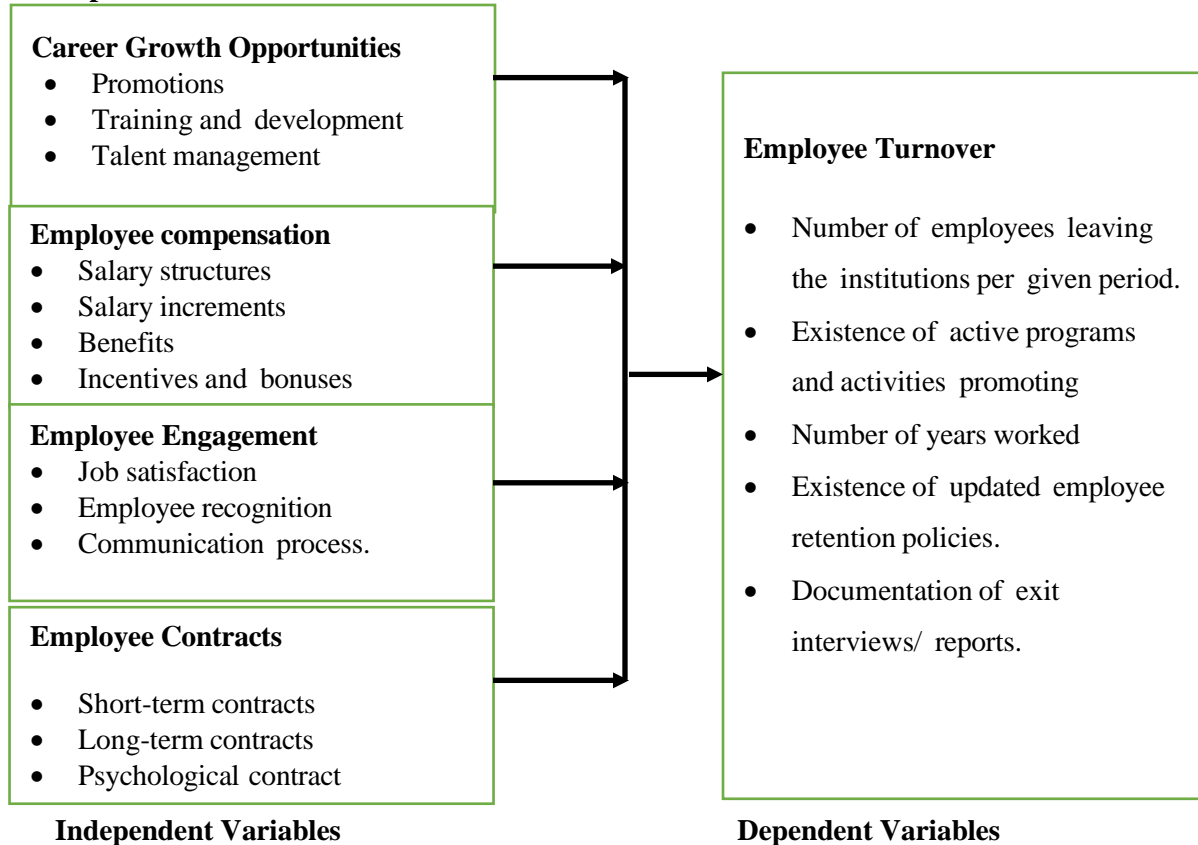 Career Growth Opportunities
• Promotions
• Training and development
• Talent management
Employee compensation
• Salary structures
• Salary increments
• Benefits
• Incentives and bonuses
Employee Engagement
• Job satisfaction
• Employee recognition
• Communication process.
Employee Contracts
• Short-term contracts
• Long-term contracts
• Psychological contract
Independent Variables
Employee Turnover
• Number of employees leaving
the institutions per given period.
• Existence of active programs
and activities promoting
• Number of years worked
• Existence of updated employee
retention policies.
• Documentation of exit
interviews/ reports.
Dependent Variables